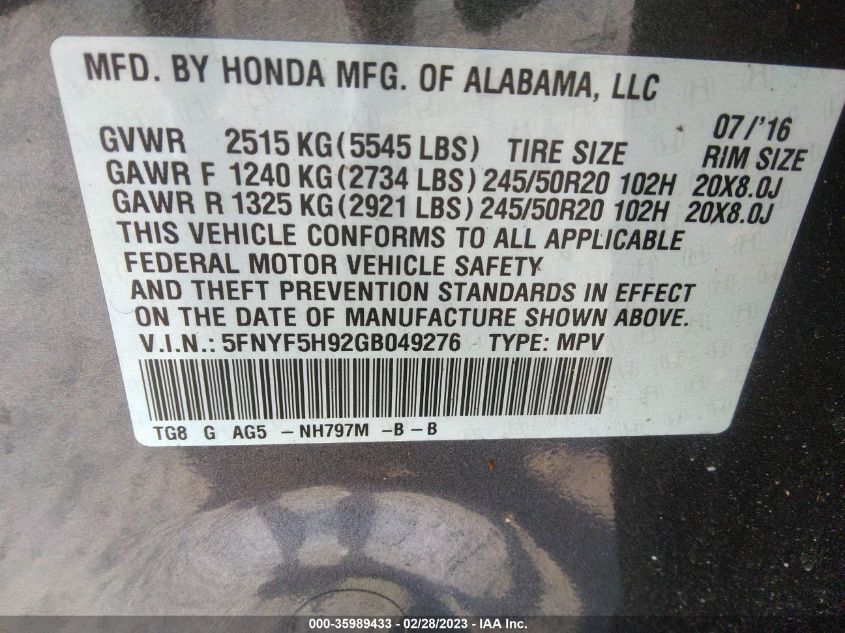 MFD. BY HONDA MFG. OF ALABAMA, LLC
07/'16
GVWR 2515 KG (5545 LBS) TIRE SIZE RIM SIZE
GAWR F 1240 KG (2734 LBS) 245/50R20 102H 20X8.0J
GAWR R 1325 KG (2921 LBS) 245/50R20 102H 20X8.0J
THIS VEHICLE CONFORMS TO ALL APPLICABLE
FEDERAL MOTOR VEHICLE SAFETY
AND THEFT PREVENTION STANDARDS IN EFFECT
ON THE DATE OF MANUFACTURE SHOWN ABOVE.
V.I.N.: 5FNYF5H92GB049276 TYPE: MPV
TG8 G AG5 -NH797M -B-B
000-35989433 - 02/28/2023 - IAA Inc.